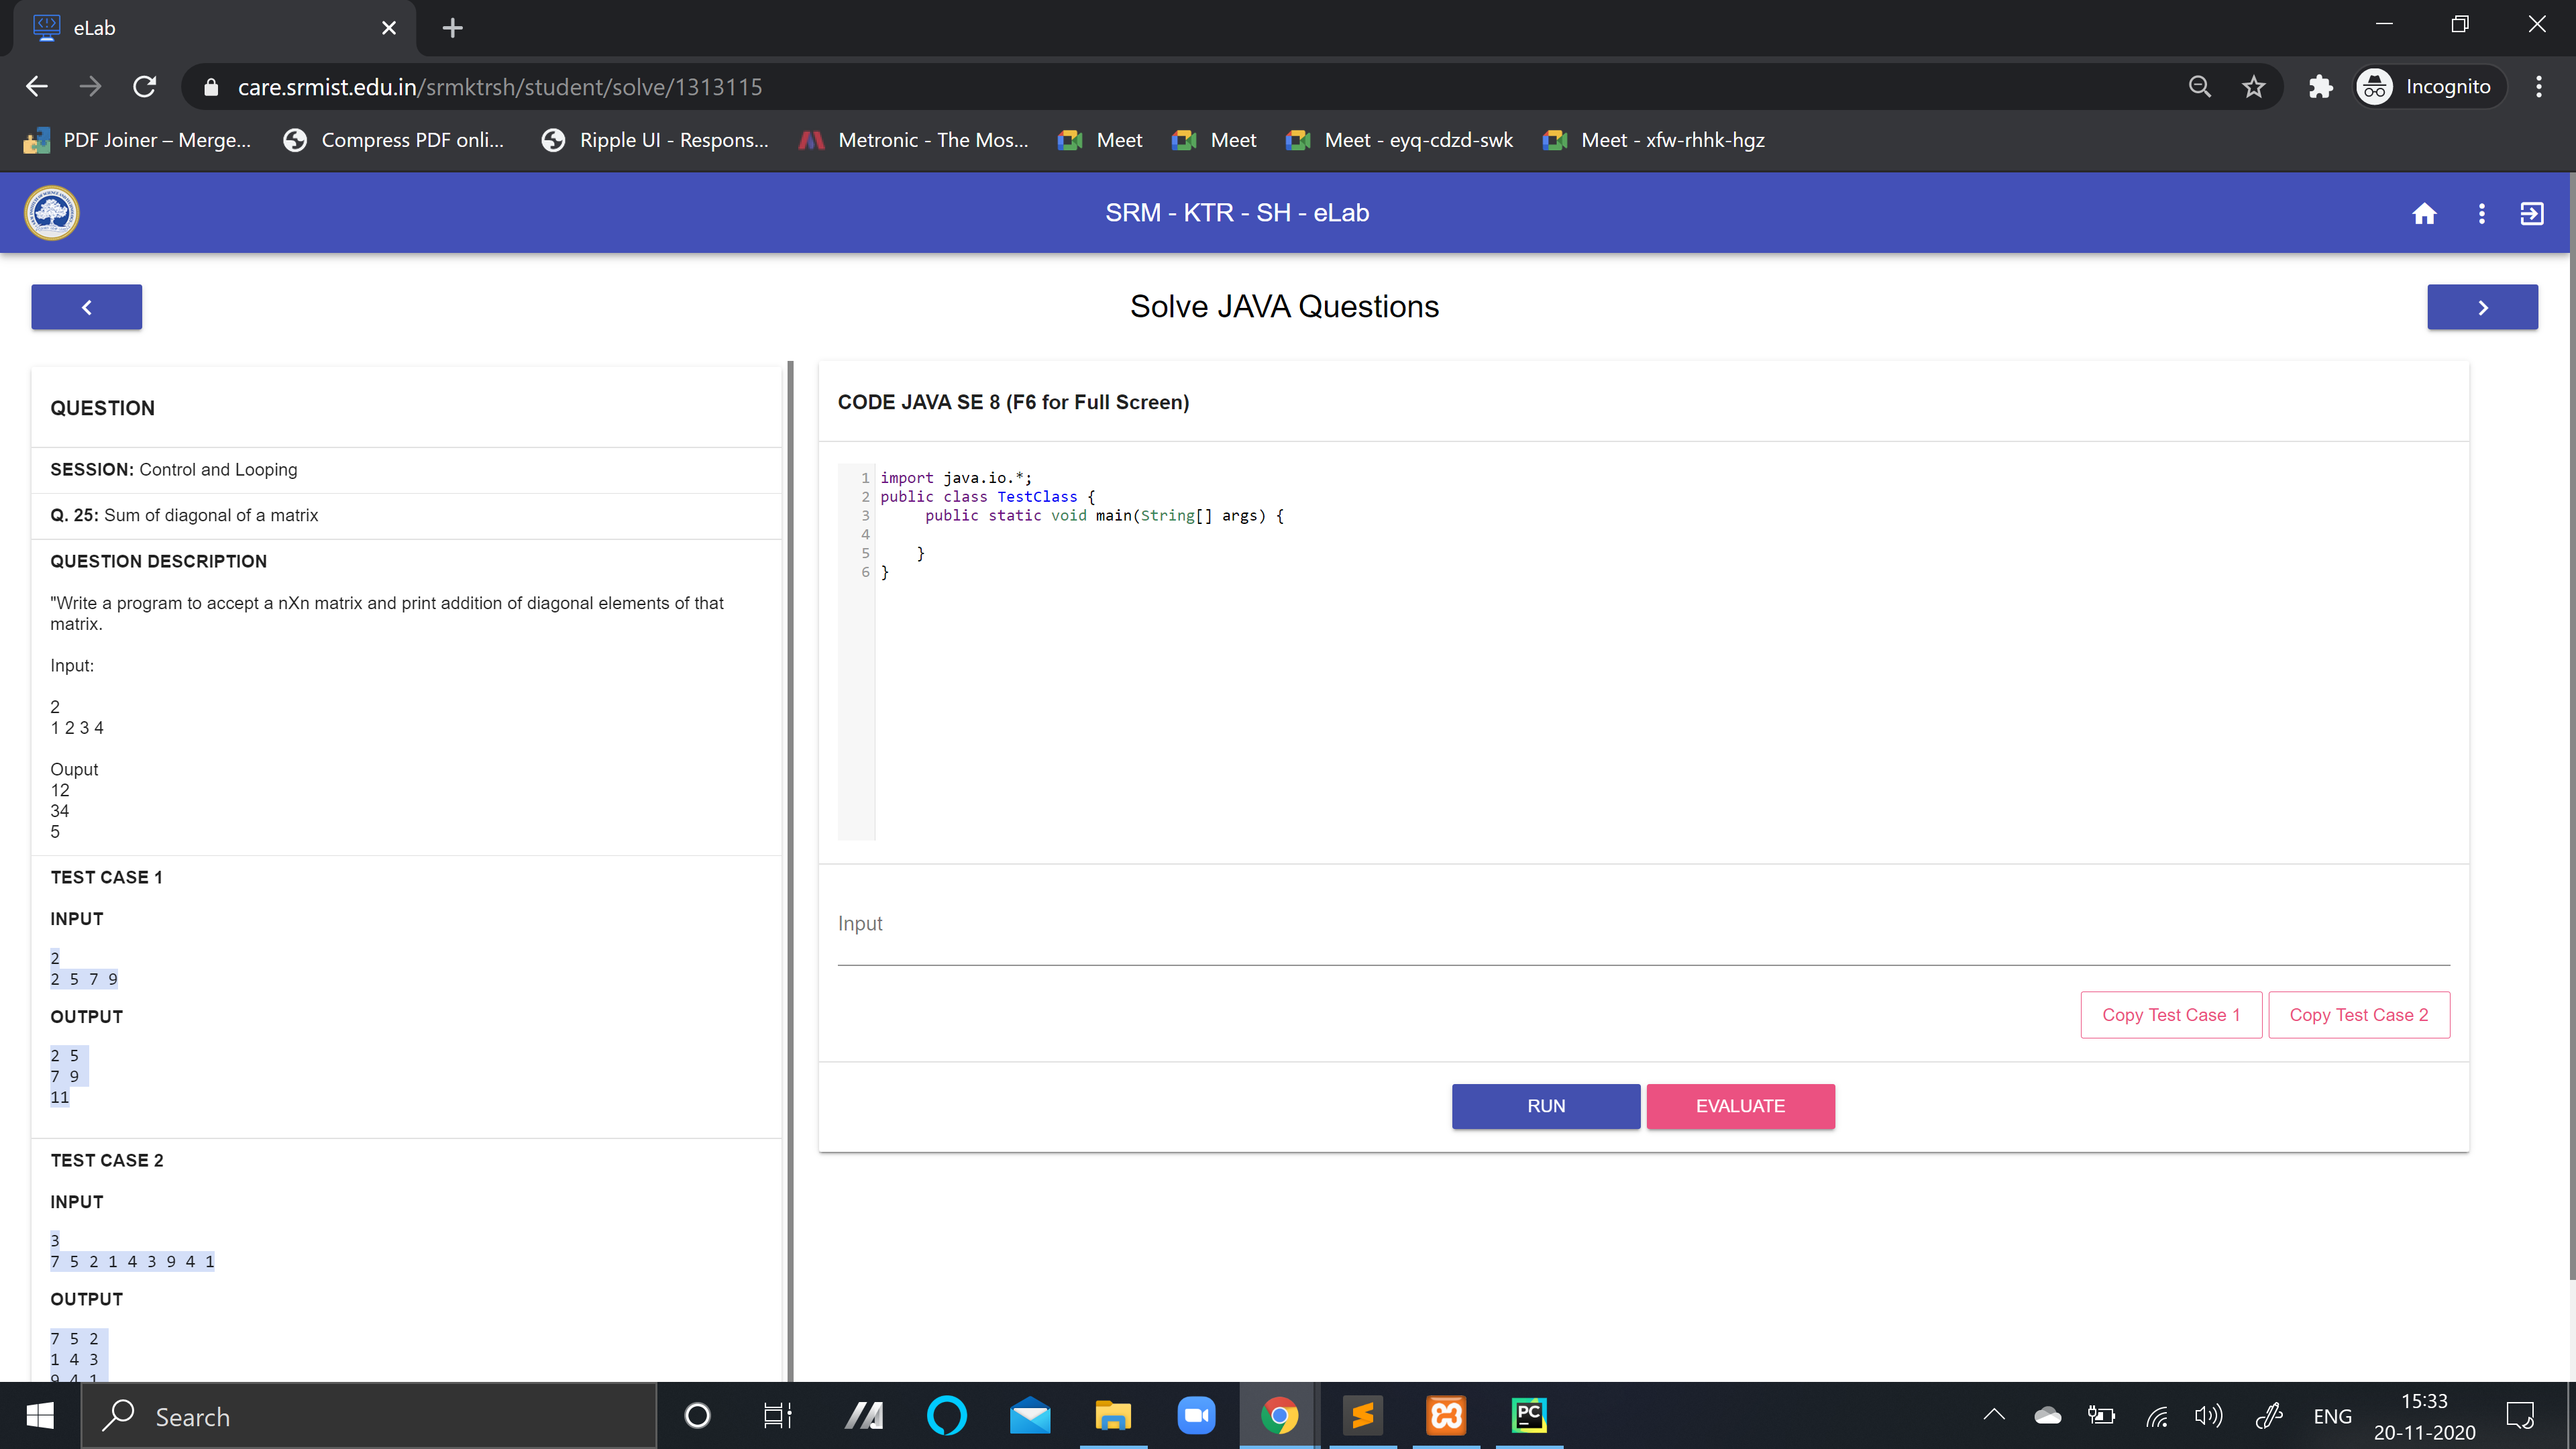 eLab
care.srmist.edu.in/srmktrsh/student/solve/1313115
Incognito
PDF Joiner – Merge...
Compress PDF onli...
Ripple UI - Respons...
Metronic - The Mos...
Meet
Meet
Meet - eyq-cdzd-swk
Meet - xfw-rhhk-hgz
SRM - KTR - SH - eLab
Solve JAVA Questions
QUESTION
SESSION: Control and Looping
Q. 25: Sum of diagonal of a matrix
QUESTION DESCRIPTION
"Write a program to accept a nXn matrix and print addition of diagonal elements of that
matrix.
Input:
2
1 2 3 4
Ouput
12
34
5
TEST CASE 1
INPUT
2
2 5 7 9
OUTPUT
2 5
7 9
11
TEST CASE 2
INPUT
3
7 5 2 1 4 3 9 4 1
OUTPUT
7 5 2
1 4 3
9 4 1
CODE JAVA SE 8 (F6 for Full Screen)
1 import java.io.*;
2 public class TestClass {
3 public static void main(String[] args) {
4
5 }
6 }
Input
Copy Test Case 1
Copy Test Case 2
RUN
EVALUATE
Search
PC
ENG
15:33
20-11-2020